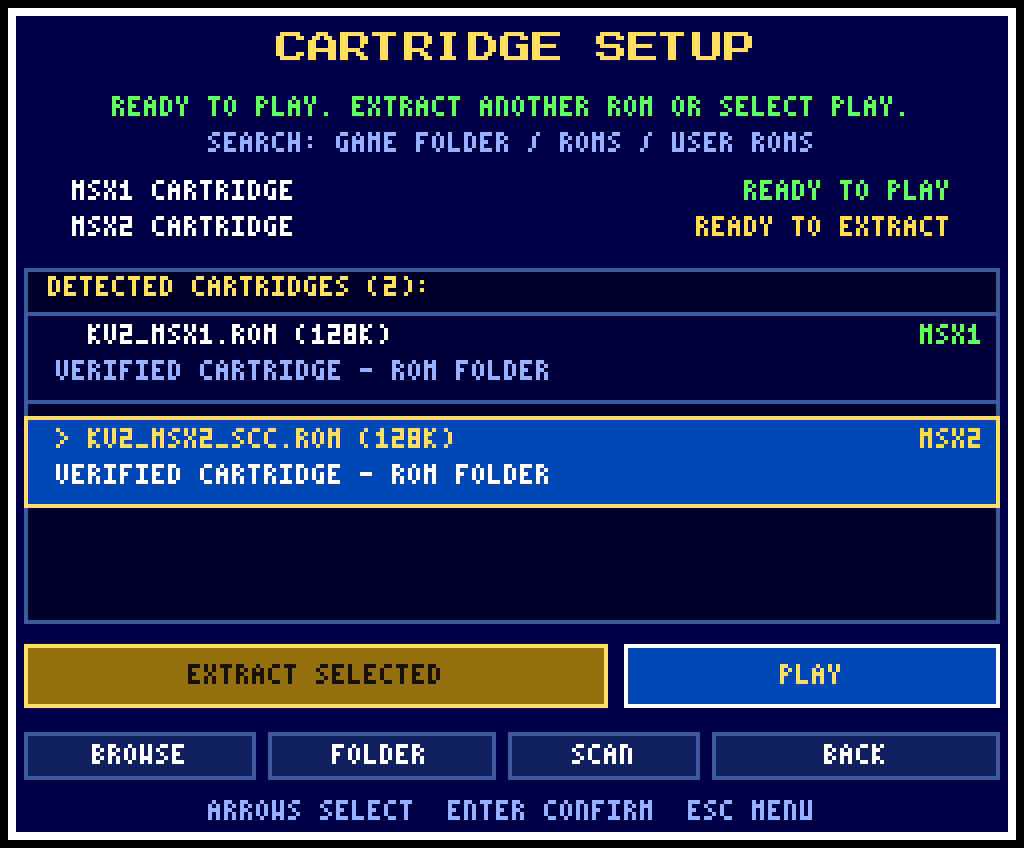 CARTRIDGE SETUP
READY TO PLAY. EXTRACT ANOTHER ROM OR SELECT PLAY.
SEARCH: GAME FOLDER / ROMS / USER ROMS
MSX1 CARTRIDGE READY TO PLAY
MSX2 CARTRIDGE READY TO EXTRACT
DETECTED CARTRIDGES (2):
KV2_MSX1.ROM (128K) MSX1
VERIFIED CARTRIDGE - ROM FOLDER
> KV2_MSX2_SCC.ROM (128K) MSX2
VERIFIED CARTRIDGE - ROM FOLDER
EXTRACT SELECTED PLAY
BROWSE FOLDER SCAN BACK
ARROWS SELECT ENTER CONFIRM ESC MENU